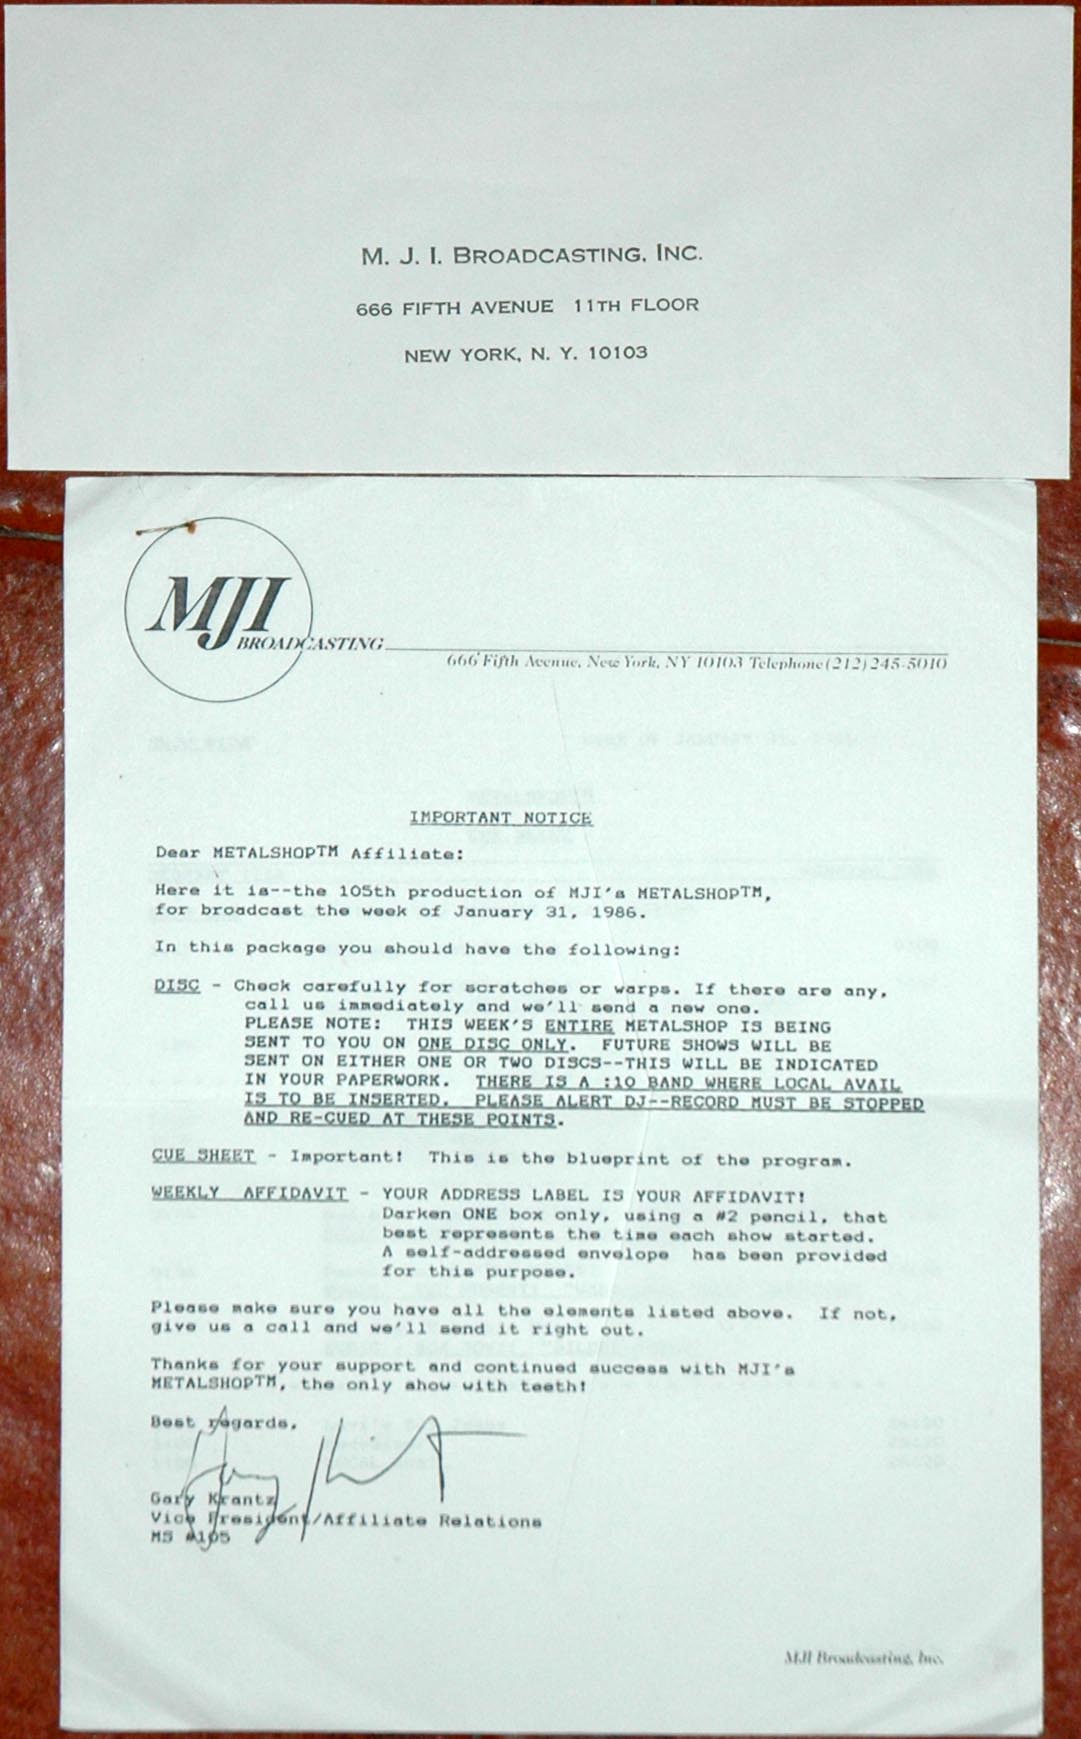 M. J. I. BROADCASTING, INC.
666 FIFTH AVENUE 11TH FLOOR
NEW YORK, N. Y. 10103
MJI
BROADCASTING
666 Fifth Avenue, New York, NY 10103 Telephone (212) 245-5010
IMPORTANT NOTICE
Dear METALSHOP™ Affiliate:
Here it is--the 105th production of MJI's METALSHOP™,
for broadcast the week of January 31, 1986.
In this package you should have the following:
DISC - Check carefully for scratches or warps. If there are any,
call us immediately and we'll send a new one.
PLEASE NOTE: THIS WEEK'S ENTIRE METALSHOP IS BEING
SENT TO YOU ON ONE DISC ONLY. FUTURE SHOWS WILL BE
SENT ON EITHER ONE OR TWO DISCS--THIS WILL BE INDICATED
IN YOUR PAPERWORK. THERE IS A :10 BAND WHERE LOCAL AVAIL
IS TO BE INSERTED. PLEASE ALERT DJ--RECORD MUST BE STOPPED
AND RE-CUED AT THESE POINTS.
CUE SHEET - Important! This is the blueprint of the program.
WEEKLY AFFIDAVIT - YOUR ADDRESS LABEL IS YOUR AFFIDAVIT!
Darken ONE box only, using a #2 pencil, that
best represents the time each show started.
A self-addressed envelope has been provided
for this purpose.
Please make sure you have all the elements listed above. If not,
give us a call and we'll send it right out.
Thanks for your support and continued success with MJI's
METALSHOP™, the only show with teeth!
Best regards,
Gary Krantz
Vice President/Affiliate Relations
MS #105
MJI Broadcasting, Inc.